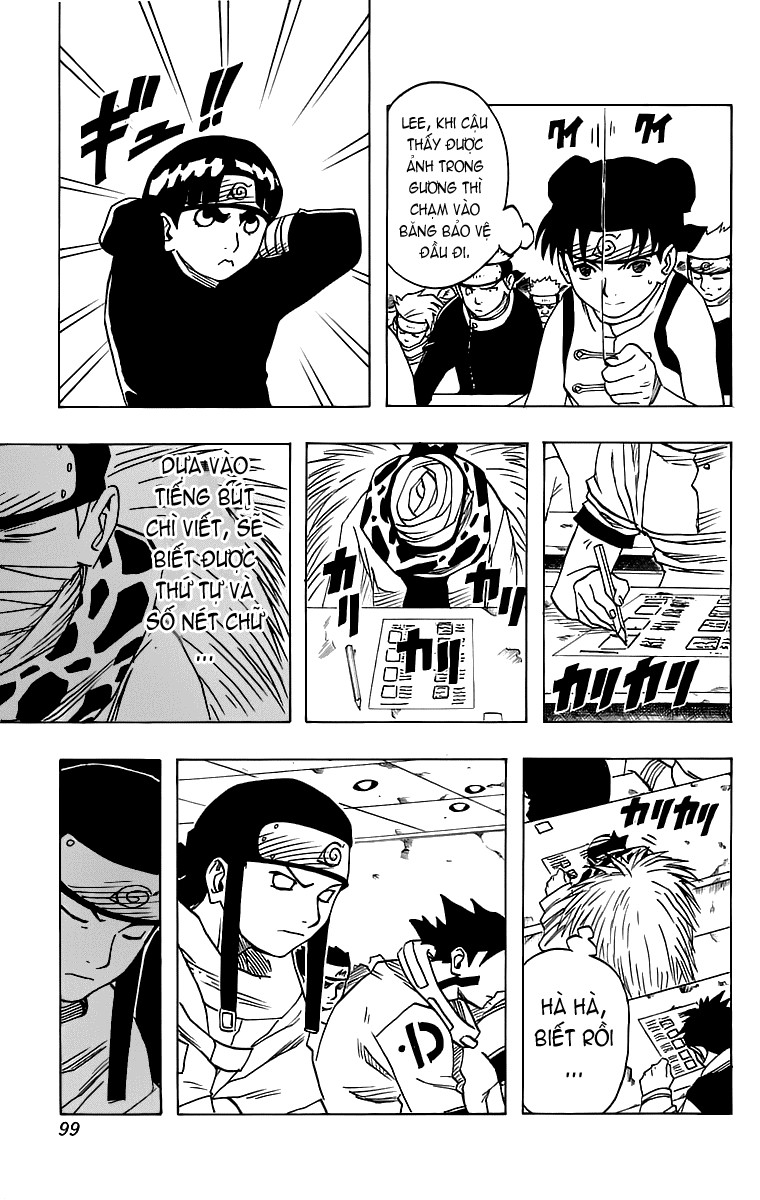 クイ クイ
LEE, KHI CẬU
THẤY ĐƯỢC
ẢNH TRONG
GƯƠNG THÌ
CHẠM VÀO
BĂNG BẢO VỆ
ĐẦU ĐI.
ギュ!!
カリカリ
カリ
カリ
カリ
DỰA VÀO
TIẾNG BÚT
CHÌ VIẾT, SẼ
BIẾT ĐƯỢC
THỨ TỰ VÀ
SỐ NÉT CHỮ
...
カリカリ
HÀ HÀ,
BIẾT RỒI
...
99